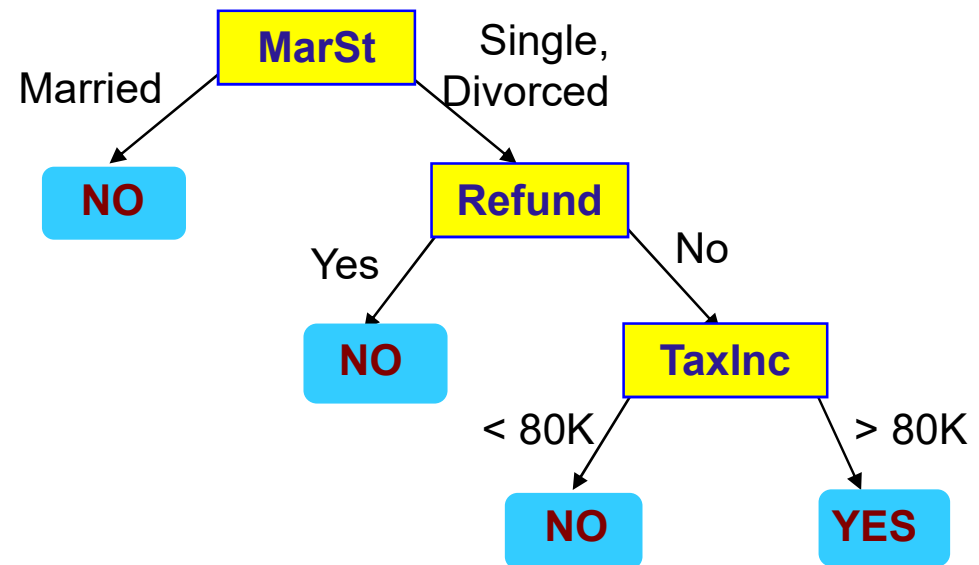 MarSt
Single,
Divorced
Married
NO
Refund
Yes
No
NO
TaxInc
< 80K
> 80K
NO
YES